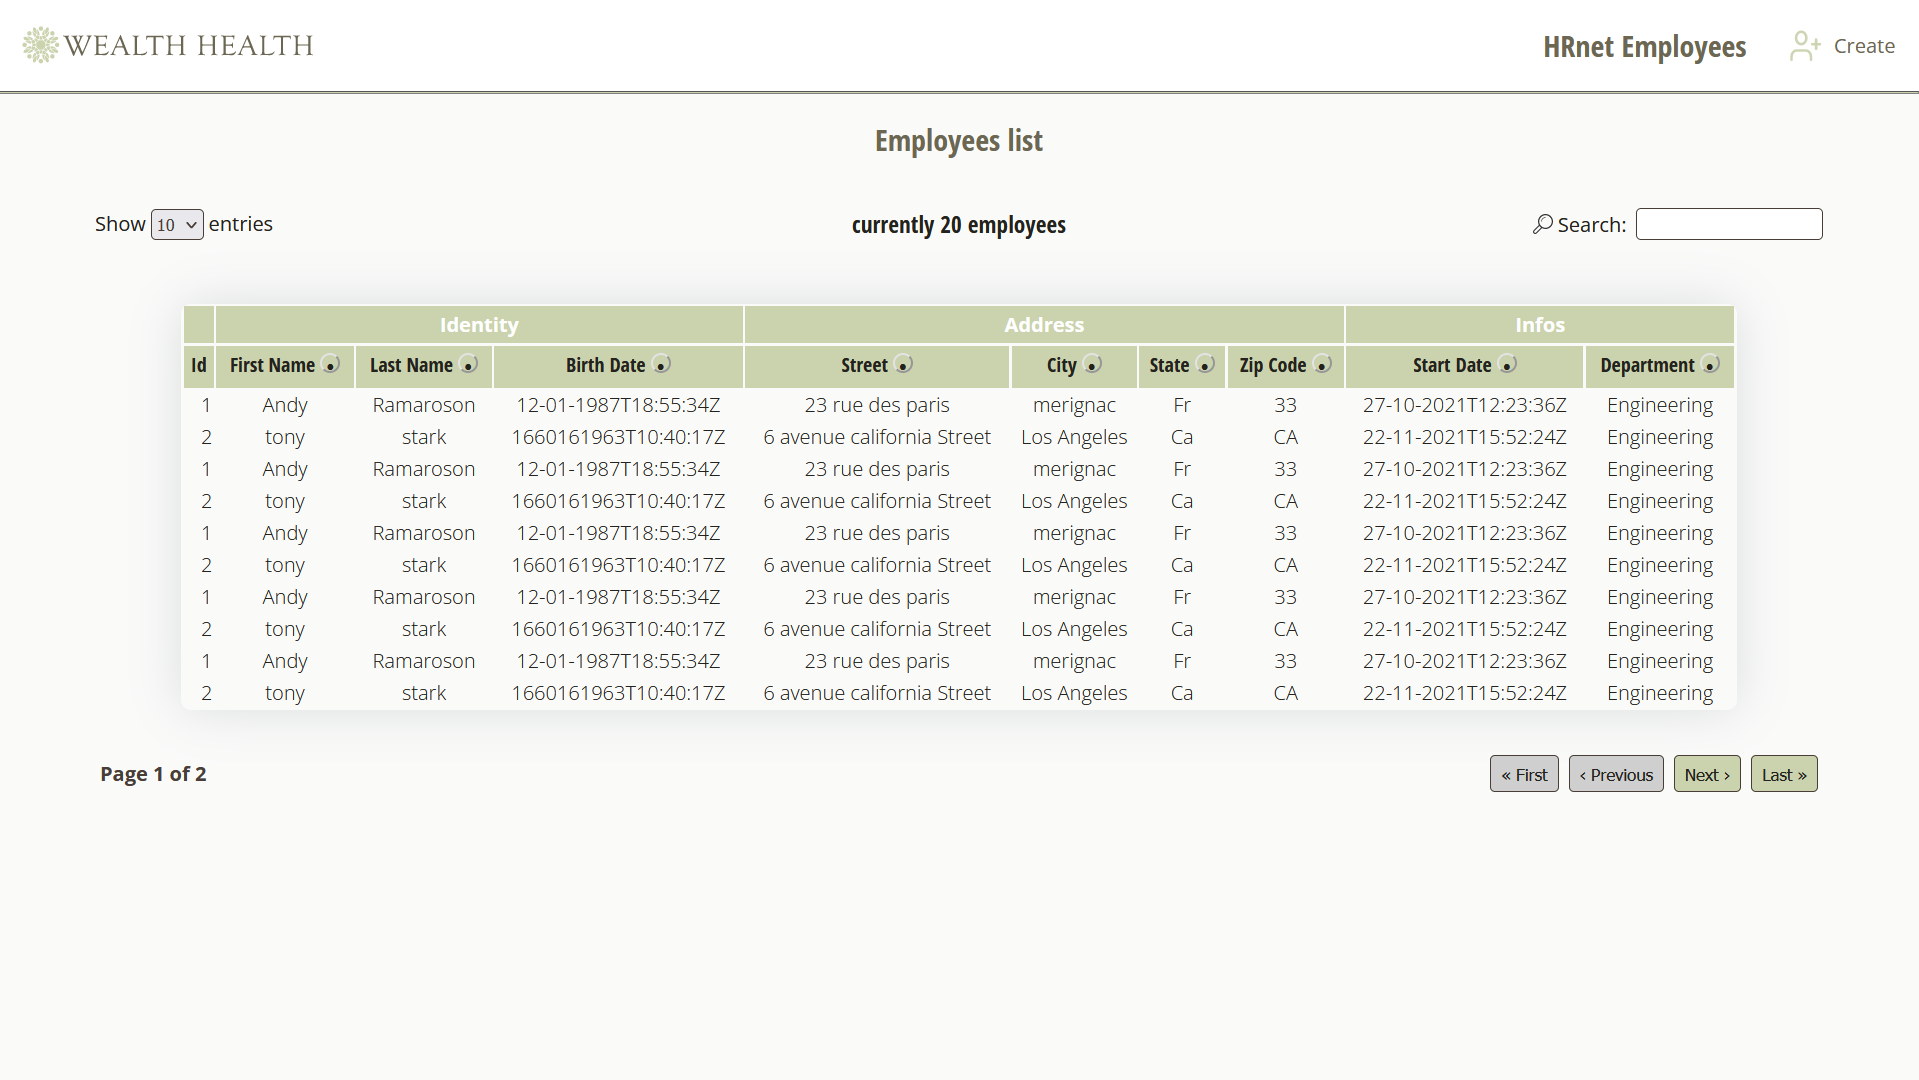 WEALTH HEALTH
HRnet Employees Create
Employees list
Show 10 entries currently 20 employees Search:
Identity Address Infos
Id First Name Last Name Birth Date Street City State Zip Code Start Date Department
1 Andy Ramaroson 12-01-1987T18:55:34Z 23 rue des paris merignac Fr 33 27-10-2021T12:23:36Z Engineering
2 tony stark 1660161963T10:40:17Z 6 avenue california Street Los Angeles Ca CA 22-11-2021T15:52:24Z Engineering
1 Andy Ramaroson 12-01-1987T18:55:34Z 23 rue des paris merignac Fr 33 27-10-2021T12:23:36Z Engineering
2 tony stark 1660161963T10:40:17Z 6 avenue california Street Los Angeles Ca CA 22-11-2021T15:52:24Z Engineering
1 Andy Ramaroson 12-01-1987T18:55:34Z 23 rue des paris merignac Fr 33 27-10-2021T12:23:36Z Engineering
2 tony stark 1660161963T10:40:17Z 6 avenue california Street Los Angeles Ca CA 22-11-2021T15:52:24Z Engineering
1 Andy Ramaroson 12-01-1987T18:55:34Z 23 rue des paris merignac Fr 33 27-10-2021T12:23:36Z Engineering
2 tony stark 1660161963T10:40:17Z 6 avenue california Street Los Angeles Ca CA 22-11-2021T15:52:24Z Engineering
1 Andy Ramaroson 12-01-1987T18:55:34Z 23 rue des paris merignac Fr 33 27-10-2021T12:23:36Z Engineering
2 tony stark 1660161963T10:40:17Z 6 avenue california Street Los Angeles Ca CA 22-11-2021T15:52:24Z Engineering
Page 1 of 2 « First ‹ Previous Next › Last »